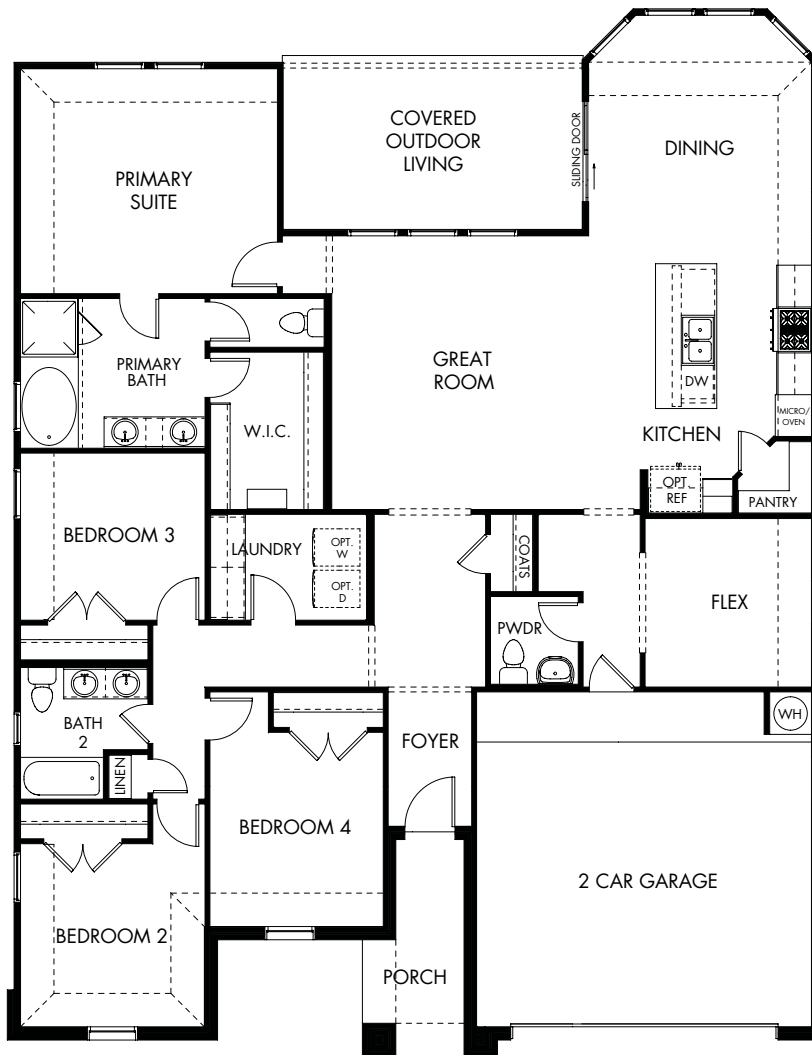 COVERED
OUTDOOR
LIVING
SLIDING DOOR
DINING
PRIMARY
SUITE
PRIMARY
BATH
GREAT
ROOM
DW
W.I.C.
MICRO/
OVEN
KITCHEN
OPT.
REF
PANTRY
BEDROOM 3
LAUNDRY
OPT.
W
OPT.
D
COATS
FLEX
PWDR
BATH
2
LINEN
FOYER
WH
BEDROOM 4
2 CAR GARAGE
BEDROOM 2
PORCH